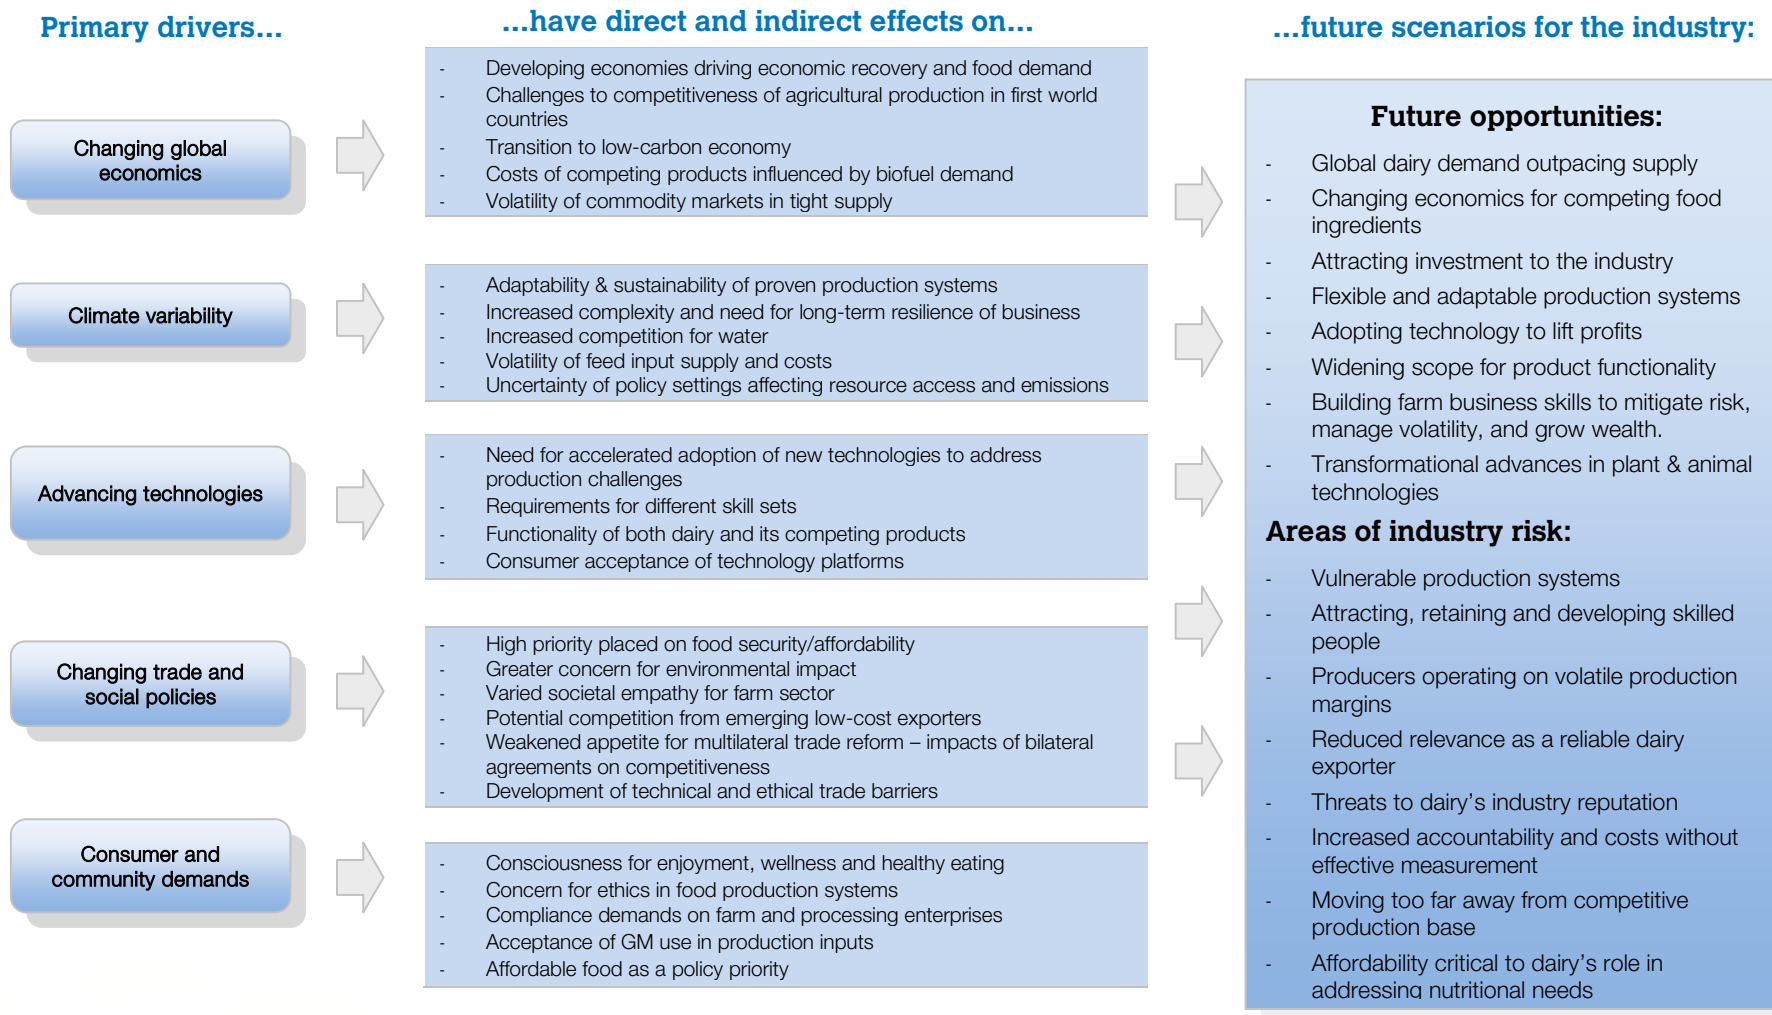 Primary drivers...
...have direct and indirect effects on...
...future scenarios for the industry:
Changing global
economics
- Developing economies driving economic recovery and food demand
- Challenges to competitiveness of agricultural production in first world
countries
- Transition to low-carbon economy
- Costs of competing products influenced by biofuel demand
- Volatility of commodity markets in tight supply
Climate variability
- Adaptability & sustainability of proven production systems
- Increased complexity and need for long-term resilience of business
- Increased competition for water
- Volatility of feed input supply and costs
- Uncertainty of policy settings affecting resource access and emissions
Advancing technologies
- Need for accelerated adoption of new technologies to address
production challenges
- Requirements for different skill sets
- Functionality of both dairy and its competing products
- Consumer acceptance of technology platforms
Changing trade and
social policies
- High priority placed on food security/affordability
- Greater concern for environmental impact
- Varied societal empathy for farm sector
- Potential competition from emerging low-cost exporters
- Weakened appetite for multilateral trade reform – impacts of bilateral
agreements on competitiveness
- Development of technical and ethical trade barriers
Consumer and
community demands
- Consciousness for enjoyment, wellness and healthy eating
- Concern for ethics in food production systems
- Compliance demands on farm and processing enterprises
- Acceptance of GM use in production inputs
- Affordable food as a policy priority
Future opportunities:
- Global dairy demand outpacing supply
- Changing economics for competing food
ingredients
- Attracting investment to the industry
- Flexible and adaptable production systems
- Adopting technology to lift profits
- Widening scope for product functionality
- Building farm business skills to mitigate risk,
manage volatility, and grow wealth.
- Transformational advances in plant & animal
technologies
Areas of industry risk:
- Vulnerable production systems
- Attracting, retaining and developing skilled
people
- Producers operating on volatile production
margins
- Reduced relevance as a reliable dairy
exporter
- Threats to dairy’s industry reputation
- Increased accountability and costs without
effective measurement
- Moving too far away from competitive
production base
- Affordability critical to dairy’s role in
addressing nutritional needs